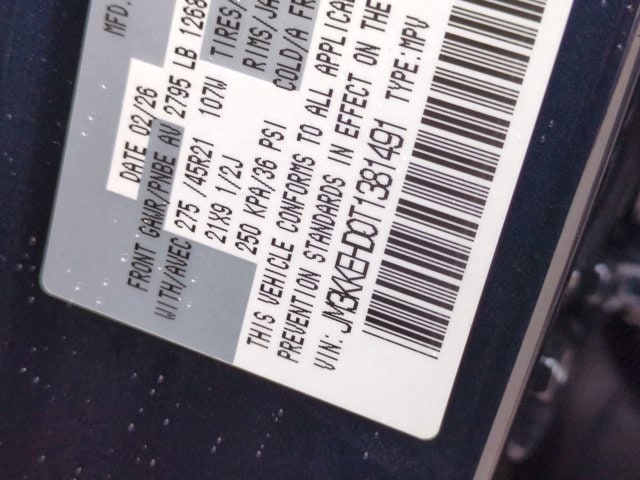 MFD.
DATE 02/26
FRONT GAWR/PNBE AV 2795 LB 1268
WITH/AVEC 275 /45R21 107W TIRES/
21X9 1/2J RIMS/JA
250 KPA/36 PSI COLD/A FR
THIS VEHICLE CONFORMS TO ALL APPLICA
PREVENTION STANDARDS IN EFFECT ON THE
VIN: JM3KKEHD0T1381491 TYPE: MPV